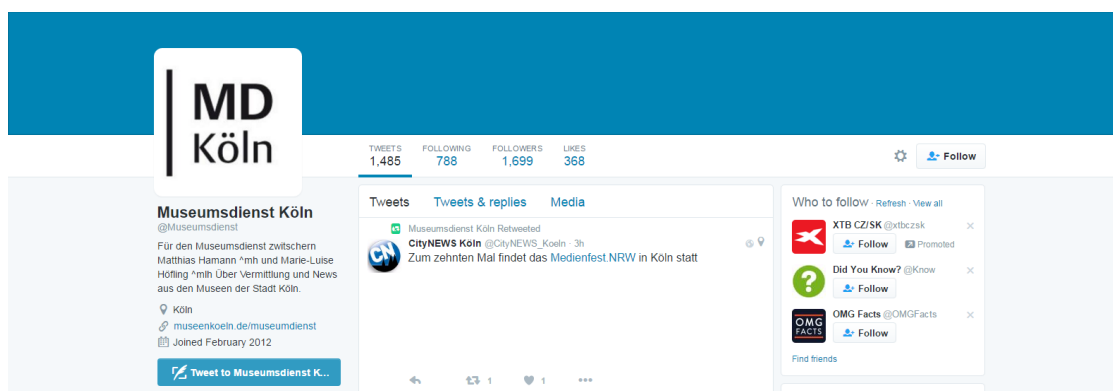 MD
Köln
TWEETS FOLLOWING FOLLOWERS LIKES
1,485 788 1,699 368
Follow
Museumsdienst Köln
@Museumsdienst
Für den Museumsdienst zwitschern
Matthias Hamann ^mh und Marie-Luise
Höfling ^mlh Über Vermittlung und News
aus den Museen der Stadt Köln.
Köln
museenkoeln.de/museumdienst
Joined February 2012
Tweet to Museumsdienst K...
Tweets Tweets & replies Media
Museumsdienst Köln Retweeted
CN
CityNEWS Köln @CityNEWS_Koeln · 3h
Zum zehnten Mal findet das Medienfest.NRW in Köln statt
1 1
Who to follow · Refresh · View all
XTB CZ/SK @xtbczsk
Follow Promoted
?
Did You Know? @Know
Follow
OMG
FACTS
OMG Facts @OMGFacts
Follow
Find friends